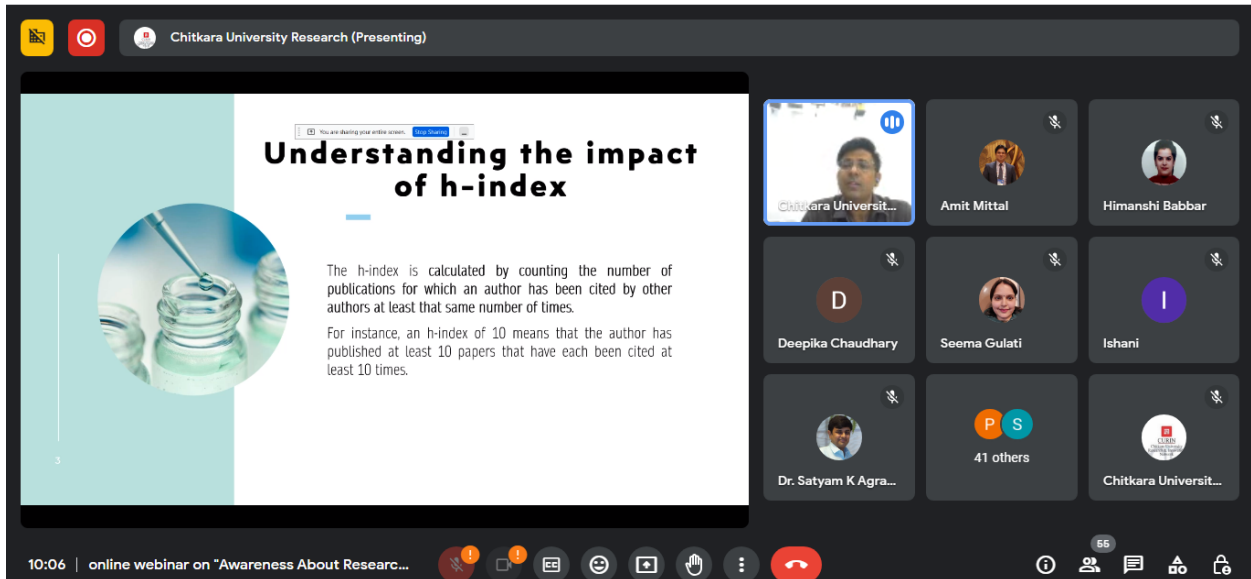 Chitkara University Research (Presenting)
You are sharing your entire screen. Stop Sharing
Understanding the impact
of h-index
The h-index is calculated by counting the number of
publications for which an author has been cited by other
authors at least that same number of times.
For instance, an h-index of 10 means that the author has
published at least 10 papers that have each been cited at
least 10 times.
3
Chitkara Universit...
Amit Mittal
Himanshi Babbar
D
Deepika Chaudhary
Seema Gulati
I
Ishani
Dr. Satyam K Agra...
P S
41 others
CURIN
Chitkara Universit...
10:06 | online webinar on "Awareness About Researc...
CC
55